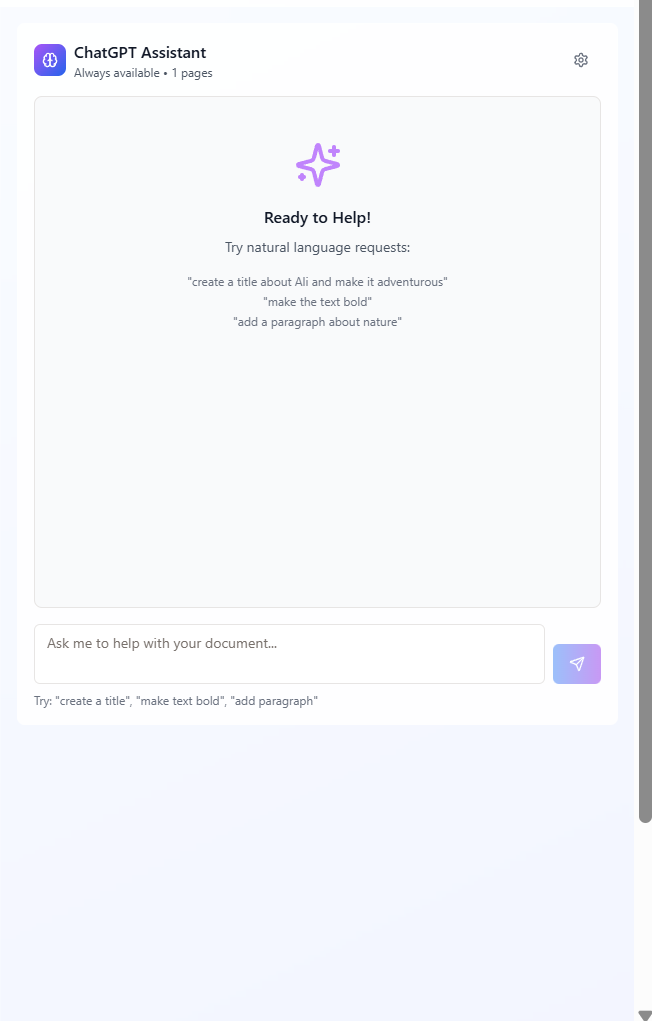 ChatGPT Assistant
Always available • 1 pages
Ready to Help!
Try natural language requests:
"create a title about Ali and make it adventurous"
"make the text bold"
"add a paragraph about nature"
Ask me to help with your document...
Try: "create a title", "make text bold", "add paragraph"